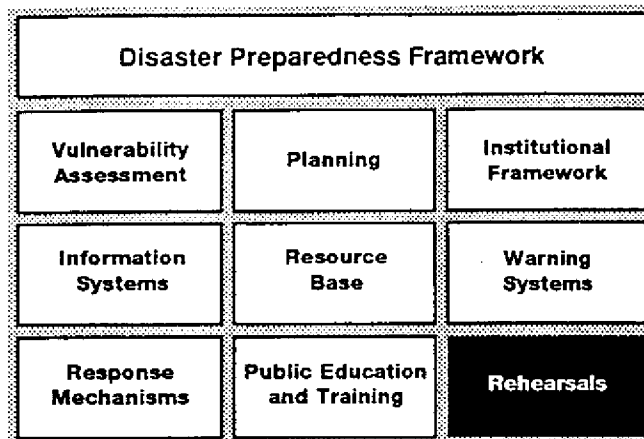 Disaster Preparedness Framework
Vulnerability
Assessment
Planning
Institutional
Framework
Information
Systems
Resource
Base
Warning
Systems
Response
Mechanisms
Public Education
and Training
Rehearsals